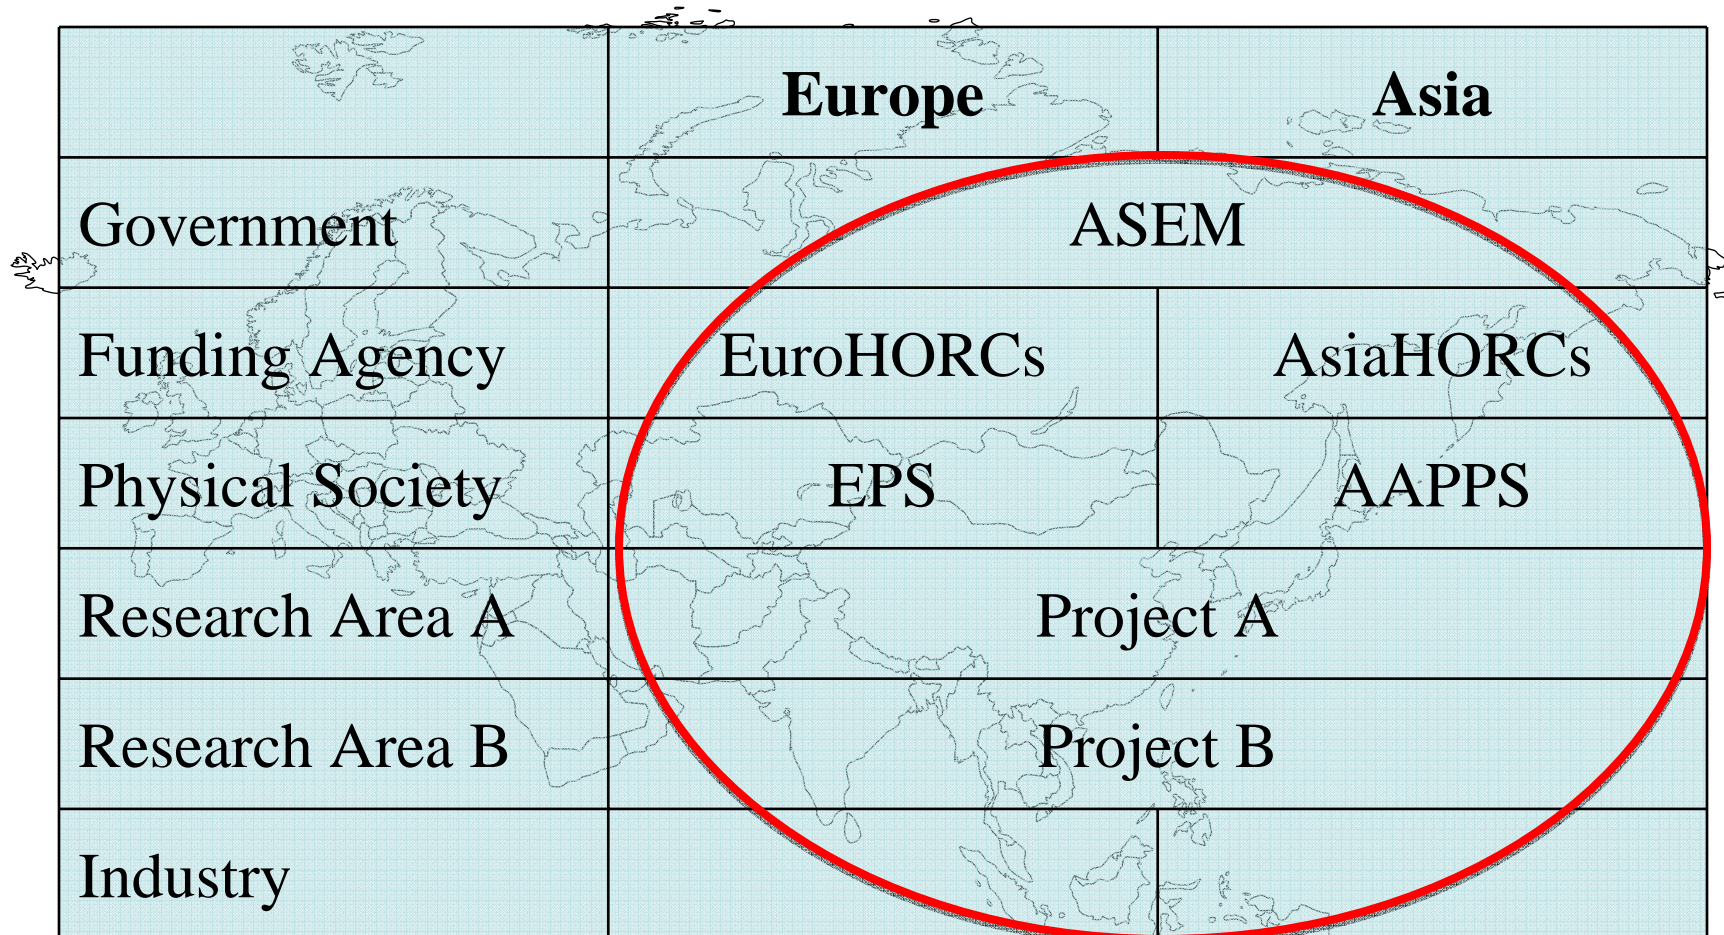 Europe Asia
Government ASEM
Funding Agency EuroHORCs AsiaHORCs
Physical Society EPS AAPPS
Research Area A Project A
Research Area B Project B
Industry